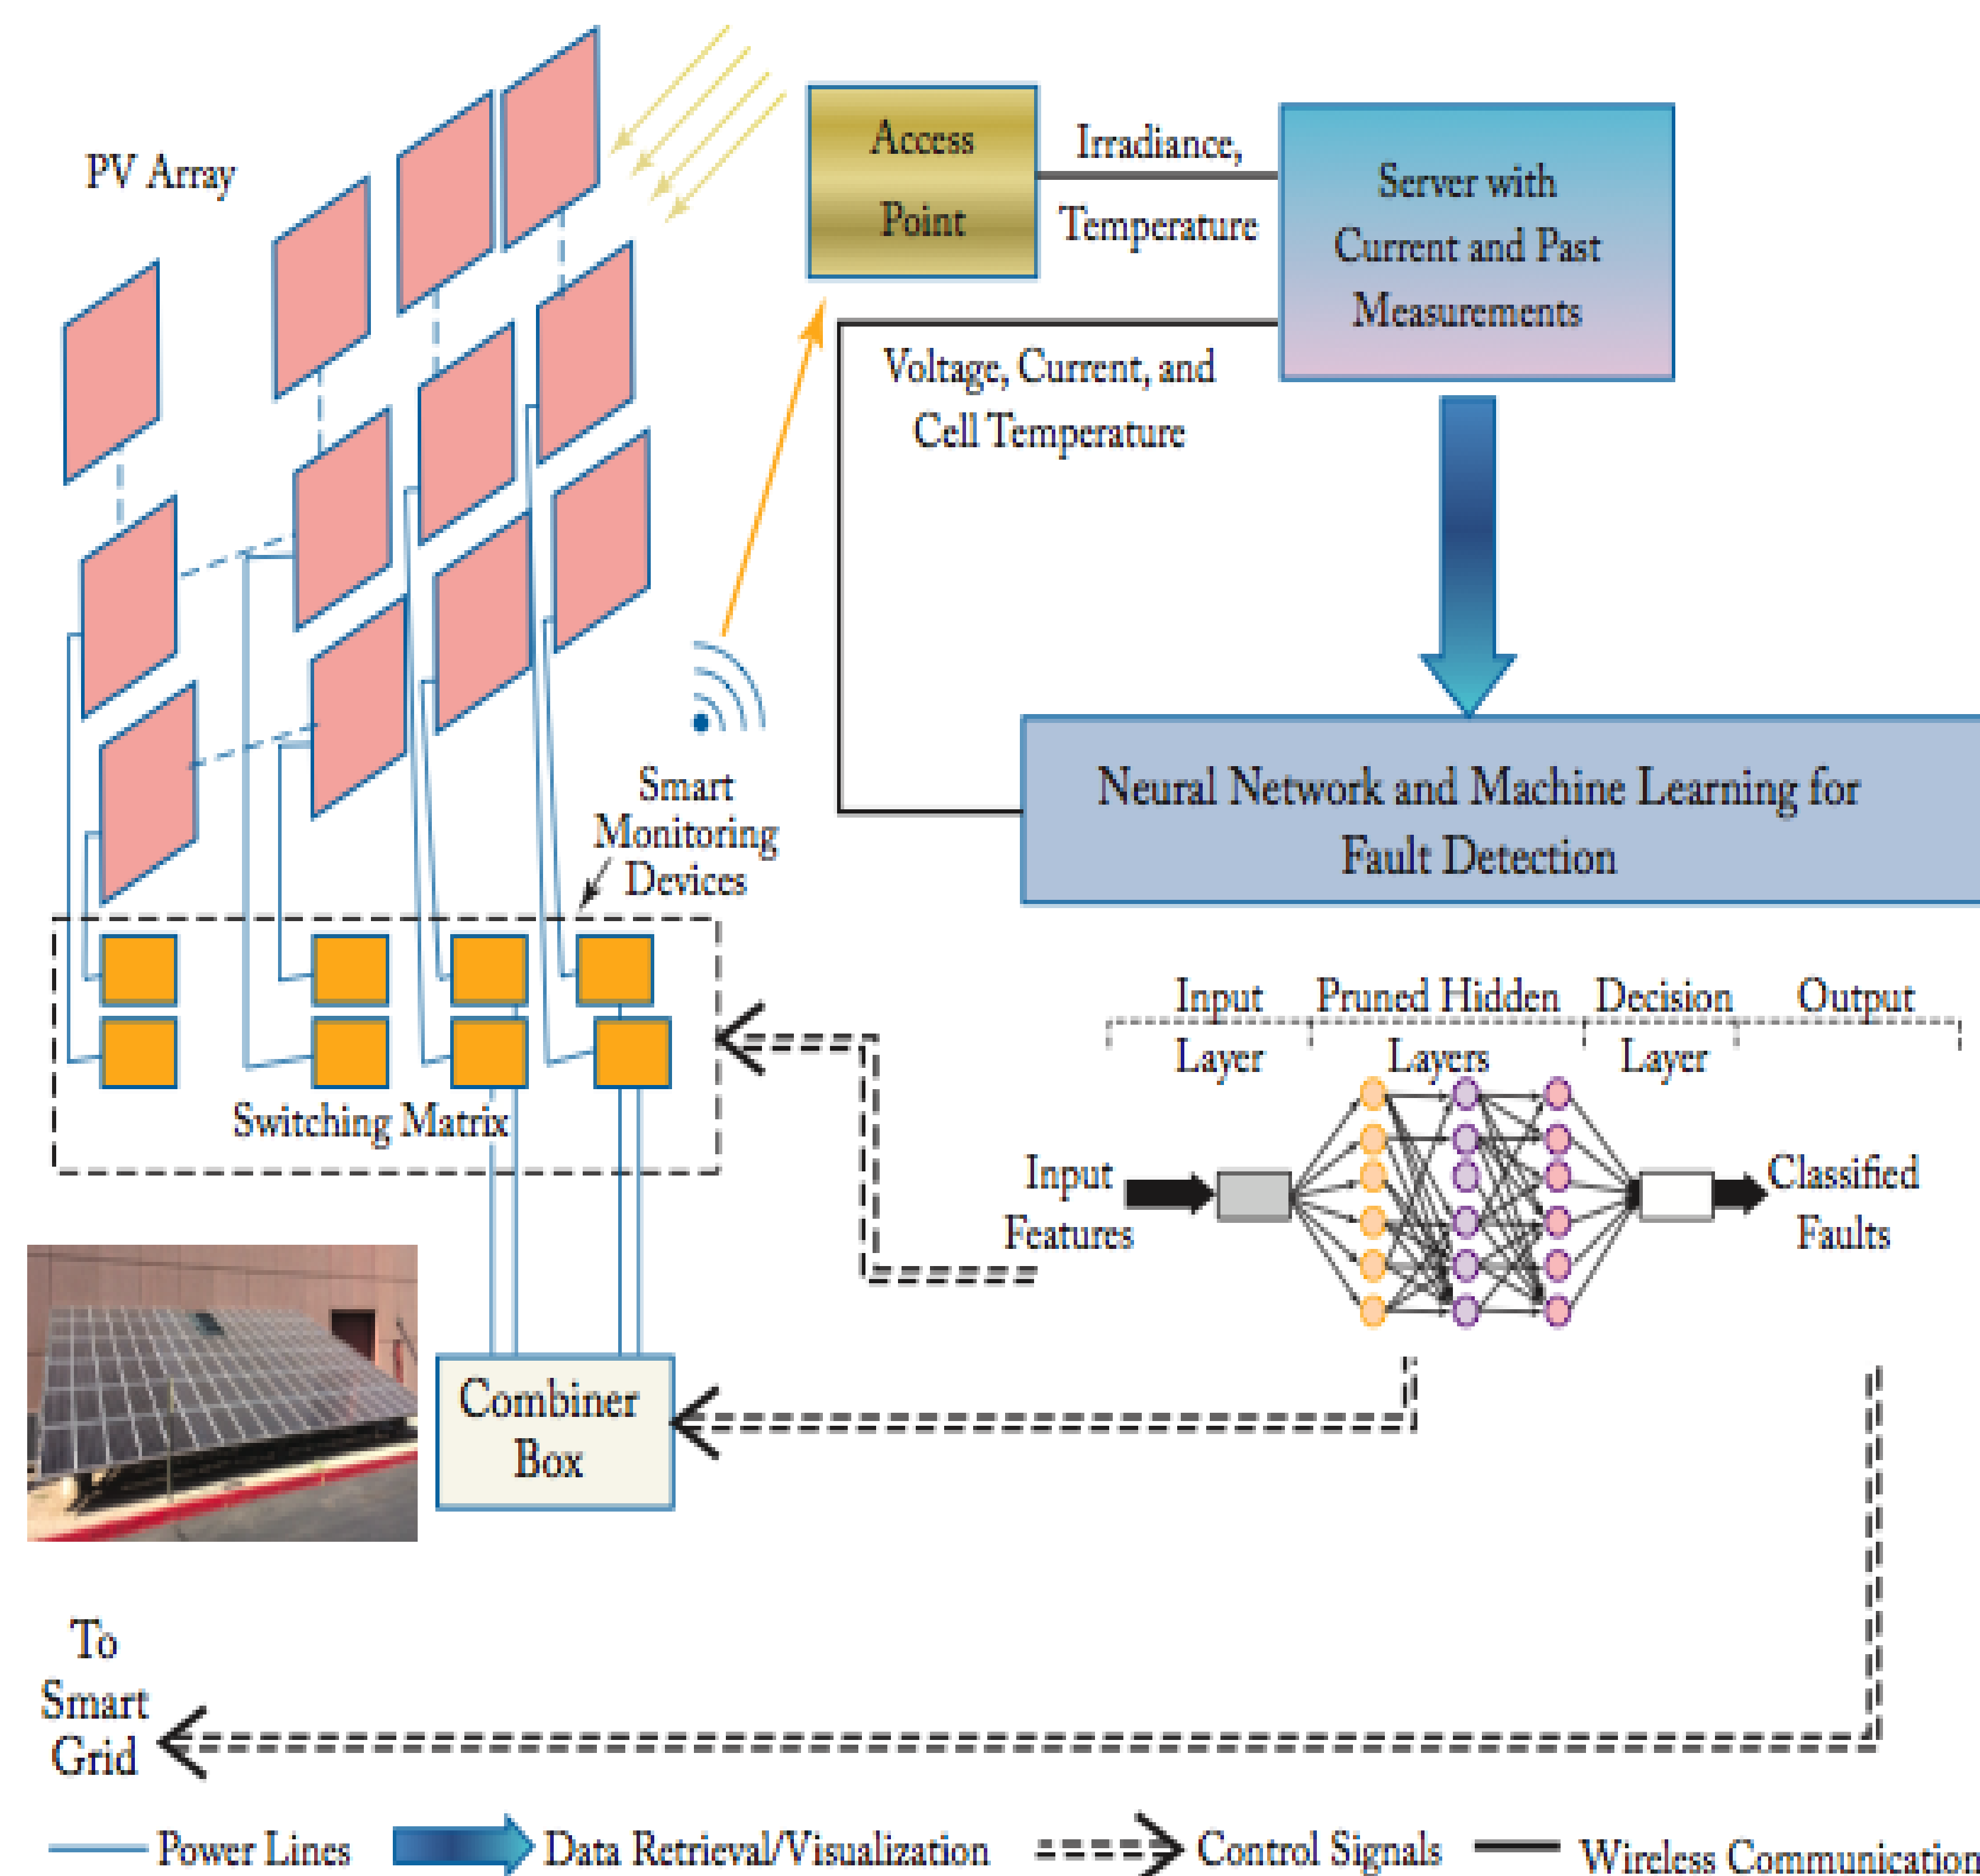 PV Array
Access
Point
Irradiance,
Temperature
Server with
Current and Past
Measurements
Voltage, Current, and
Cell Temperature
Smart
Monitoring
Devices
Neural Network and Machine Learning for
Fault Detection
Switching Matrix
Input
Layer
Pruned Hidden
Layers
Decision
Layer
Output
Input
Features
Classified
Faults
Combiner
Box
To
Smart
Grid
Power Lines
Data Retrieval/Visualization
Control Signals
Wireless Communication